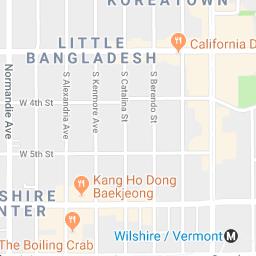 KOREATOWN
LITTLE
BANGLADESH
California D
Normandie Ave
S Alexandria Ave
S Kenmore Ave
S Catalina St
S Berendo St
W 4th St
W 5th St
Kang Ho Dong
Baekjeong
LSHIRE
NTER
Wilshire / Vermont
M
The Boiling Crab